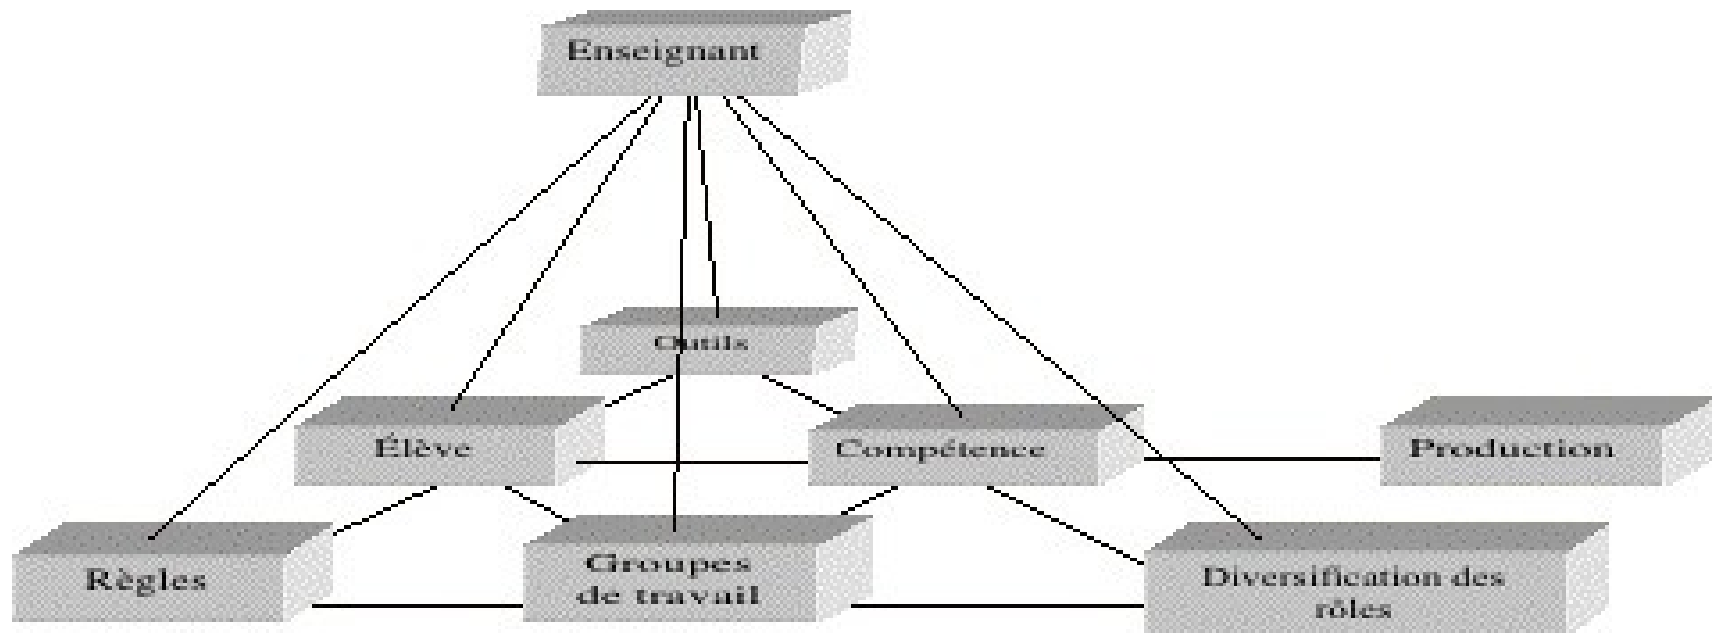 Enseignant
Outils
Élève
Compétence
Production
Règles
Groupes
de travail
Diversification des
rôles